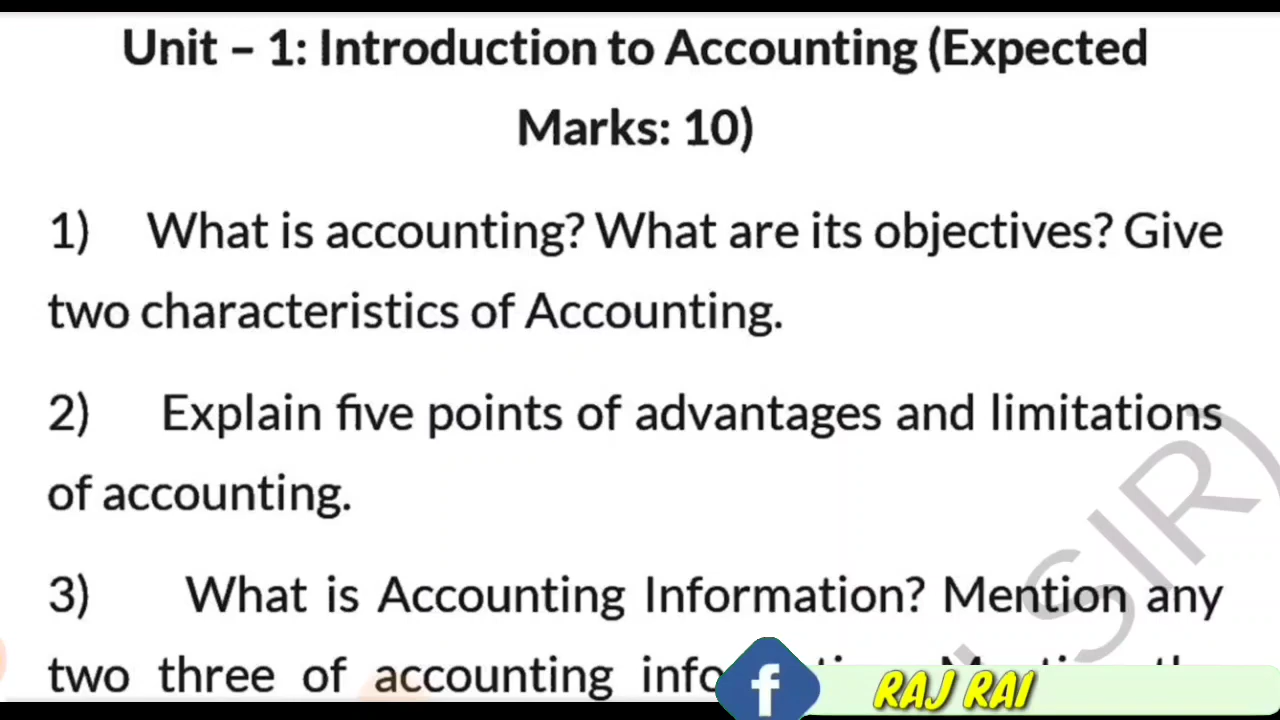 Unit – 1: Introduction to Accounting (Expected
Marks: 10)
1) What is accounting? What are its objectives? Give
two characteristics of Accounting.
2) Explain five points of advantages and limitations
of accounting.
3) What is Accounting Information? Mention any
two three of accounting
SIR)
f
RAJ RAI